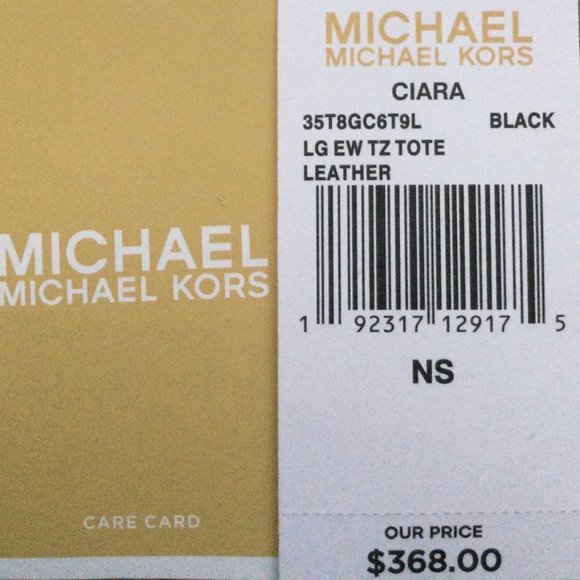 MICHAEL
MICHAEL KORS
CARE CARD
MICHAEL
MICHAEL KORS
CIARA
35T8GC6T9L BLACK
LG EW TZ TOTE
LEATHER
1 92317 12917 5
NS
OUR PRICE
$368.00